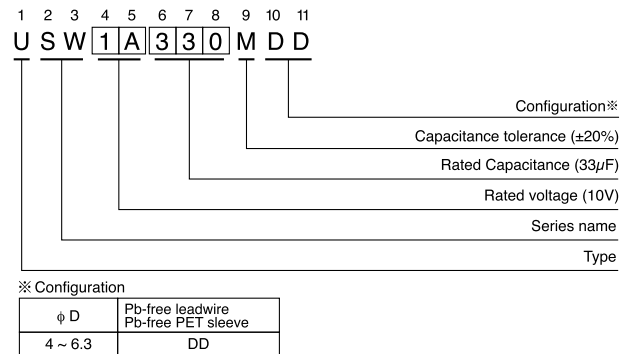 1 2 3 4 5 6 7 8 9 10 11
U S W 1 A 3 3 0 M D D
Configuration※
Capacitance tolerance (±20%)
Rated Capacitance (33µF)
Rated voltage (10V)
Series name
Type
※ Configuration
ϕ D
Pb-free leadwire
Pb-free PET sleeve
4 ~ 6.3 DD